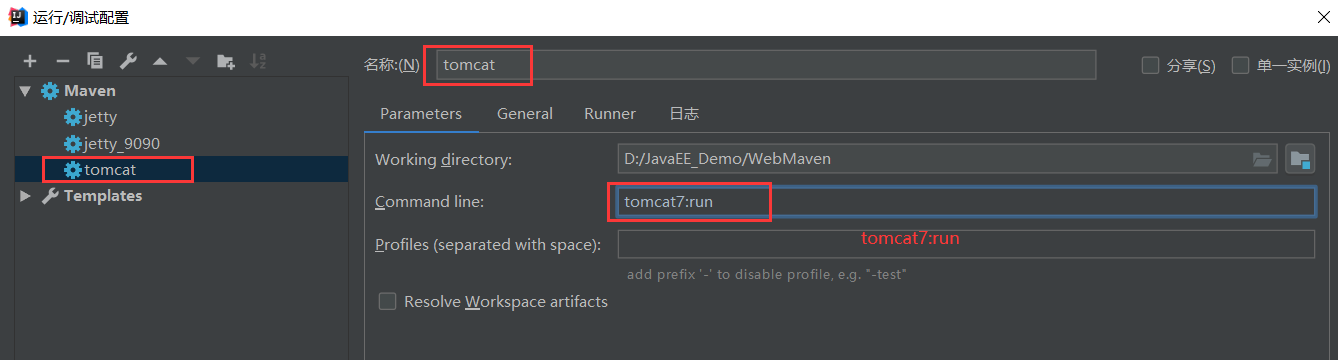 运行/调试配置
名称:(N) tomcat 分享(S) 单一实例(I)
Maven
jetty
jetty_9090
tomcat
Templates
Parameters General Runner 日志
Working directory: D:/JavaEE_Demo/WebMaven
Command line: tomcat7:run
Profiles (separated with space): tomcat7:run
add prefix '-' to disable profile, e.g. "-test"
Resolve Workspace artifacts